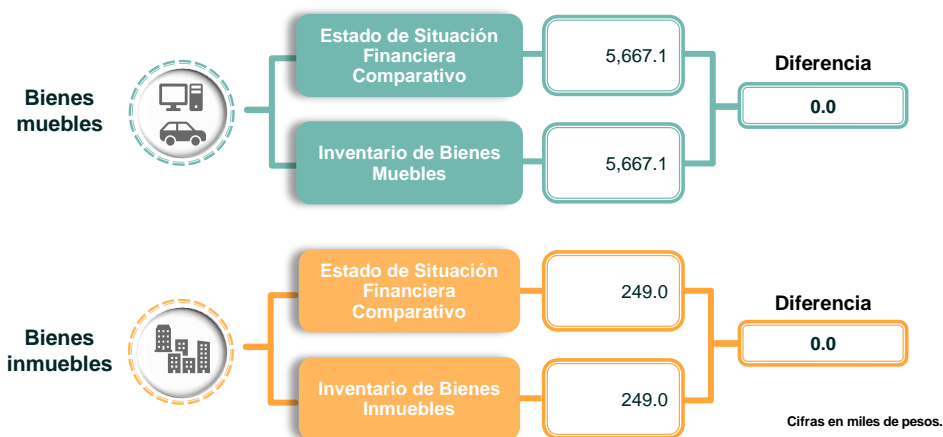 Bienes
muebles
Estado de Situación
Financiera
Comparativo
5,667.1
Inventario de Bienes
Muebles
5,667.1
Diferencia
0.0
Bienes
inmuebles
Estado de Situación
Financiera
Comparativo
249.0
Inventario de Bienes
Inmuebles
249.0
Diferencia
0.0
Cifras en miles de pesos.